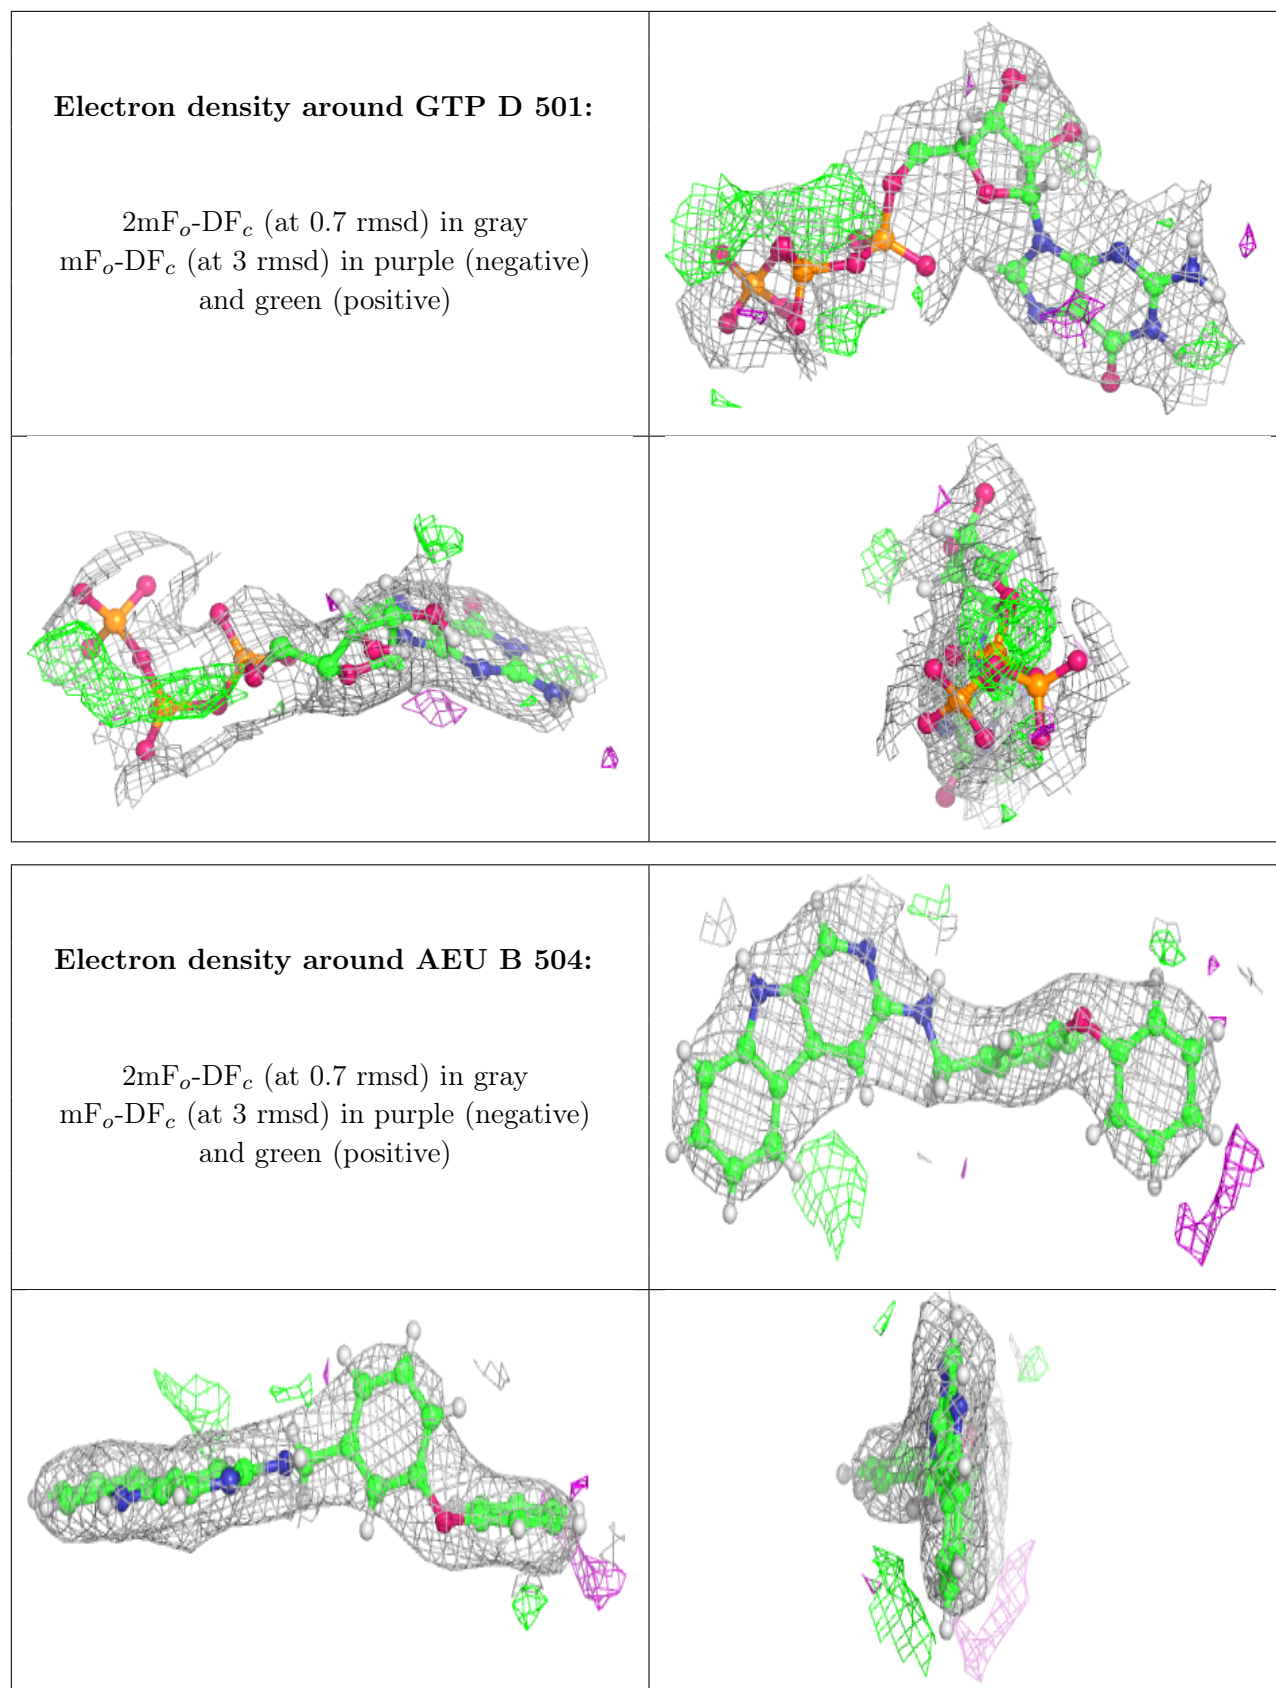 Electron density around GTP D 501:
2mFo-DFc (at 0.7 rmsd) in gray
mFo-DFc (at 3 rmsd) in purple (negative)
and green (positive)
Electron density around AEU B 504:
2mFo-DFc (at 0.7 rmsd) in gray
mFo-DFc (at 3 rmsd) in purple (negative)
and green (positive)